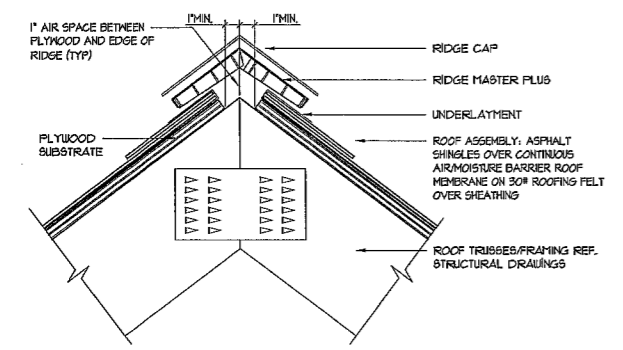 1" AIR SPACE BETWEEN
PLYWOOD AND EDGE OF
RIDGE (TYP)
1"MIN.
1"MIN.
RIDGE CAP
RIDGE MASTER PLUS
UNDERLAYMENT
PLYWOOD
SUBSTRATE
ROOF ASSEMBLY: ASPHALT
SHINGLES OVER CONTINUOUS
AIR/MOISTURE BARRIER ROOF
MEMBRANE ON 30# ROOFING FELT
OVER SHEATHING
ROOF TRUSSES/FRAMING REF.
STRUCTURAL DRAWINGS